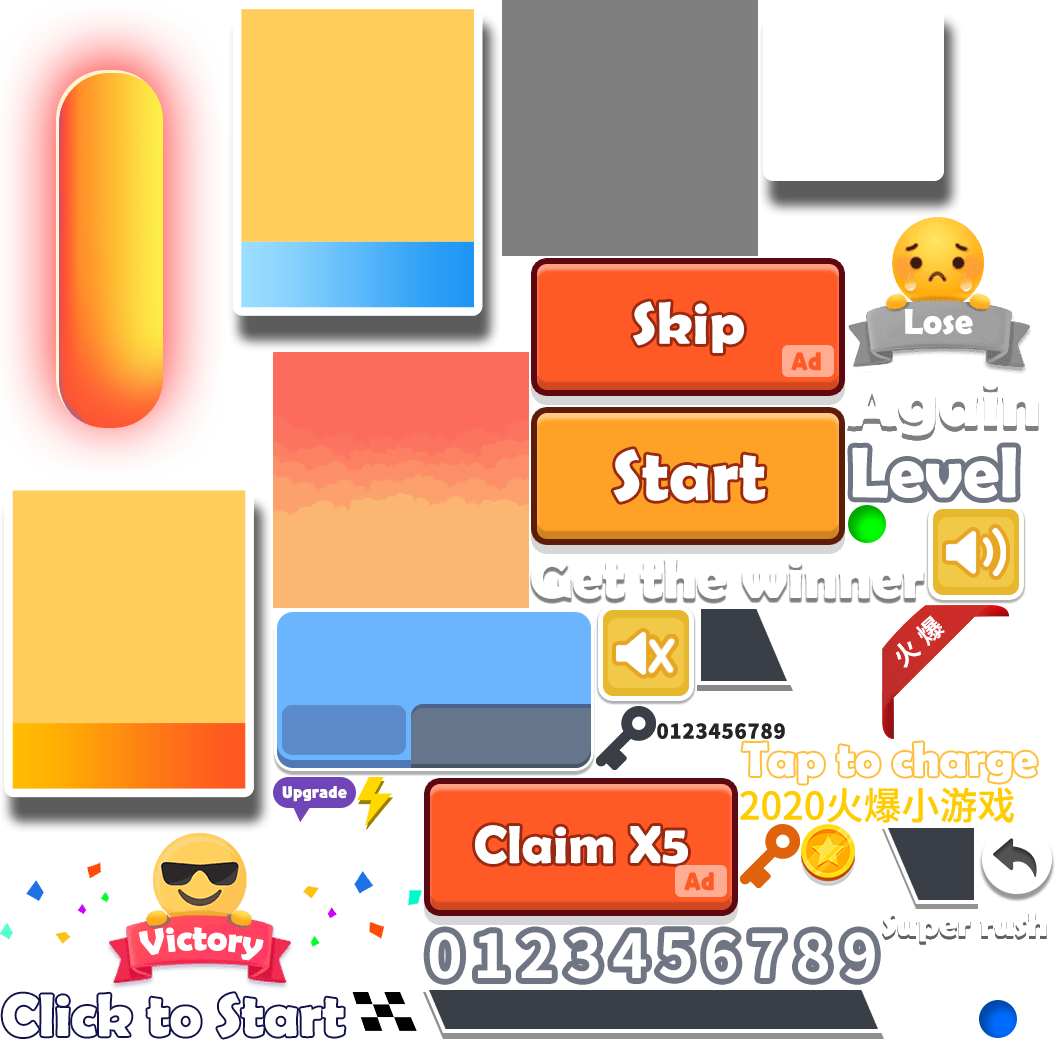 Skip
Ad
Lose
Again
Start
Level
Get the winner
火爆
0123456789
Tap to charge
Upgrade
2020火爆小游戏
Claim X5
Ad
Victory
Super rush
0123456789
Click to Start